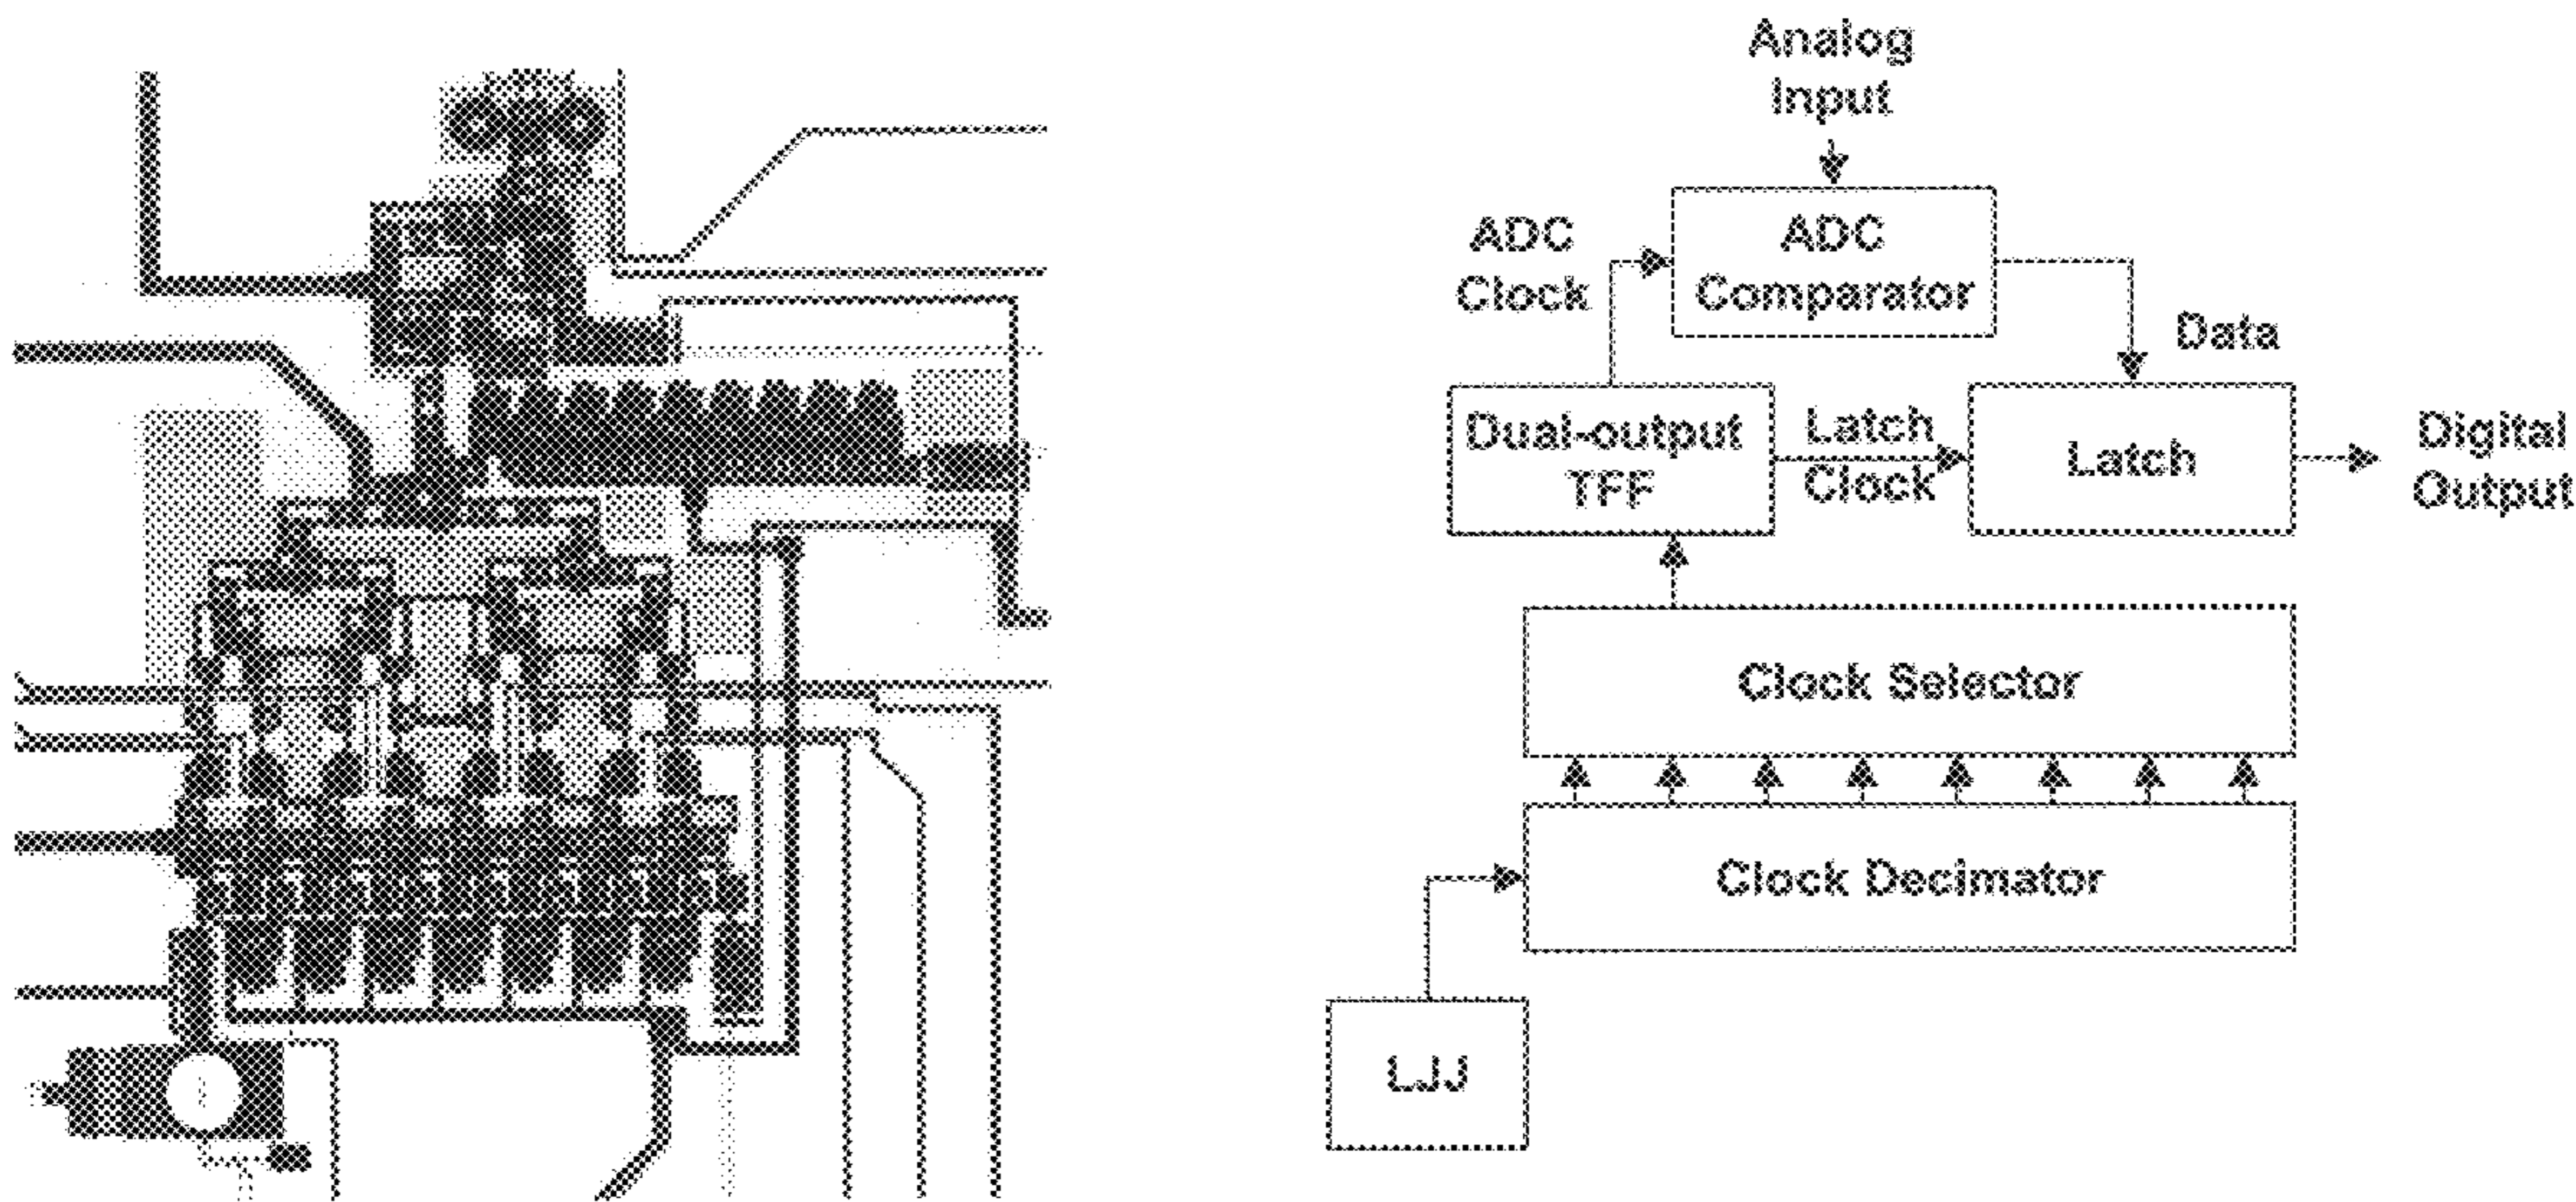 Analog
Input
ADC
Clock
ADC
Comparator
Data
Dual-output
TFF
Latch
Clock
Latch
Digital
Output
Clock Selector
Clock Decimator
LJJ